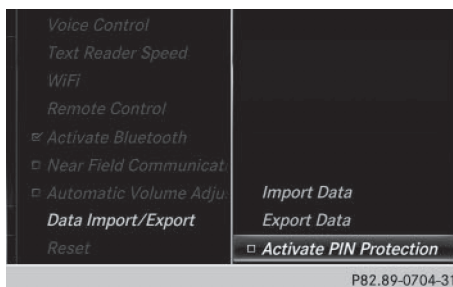 Voice Control
Text Reader Speed
WiFi
Remote Control
Activate Bluetooth
Near Field Communicati
Automatic Volume Adju
Data Import/Export
Reset
Import Data
Export Data
Activate PIN Protection
P82.89-0704-31